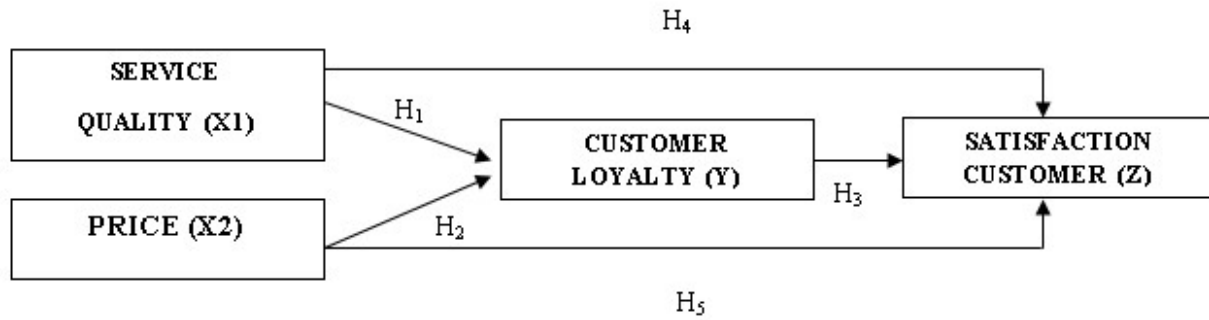 H4
SERVICE
QUALITY (X1)
H1
CUSTOMER
LOYALTY (Y)
SATISFACTION
CUSTOMER (Z)
H3
PRICE (X2)
H2
H5